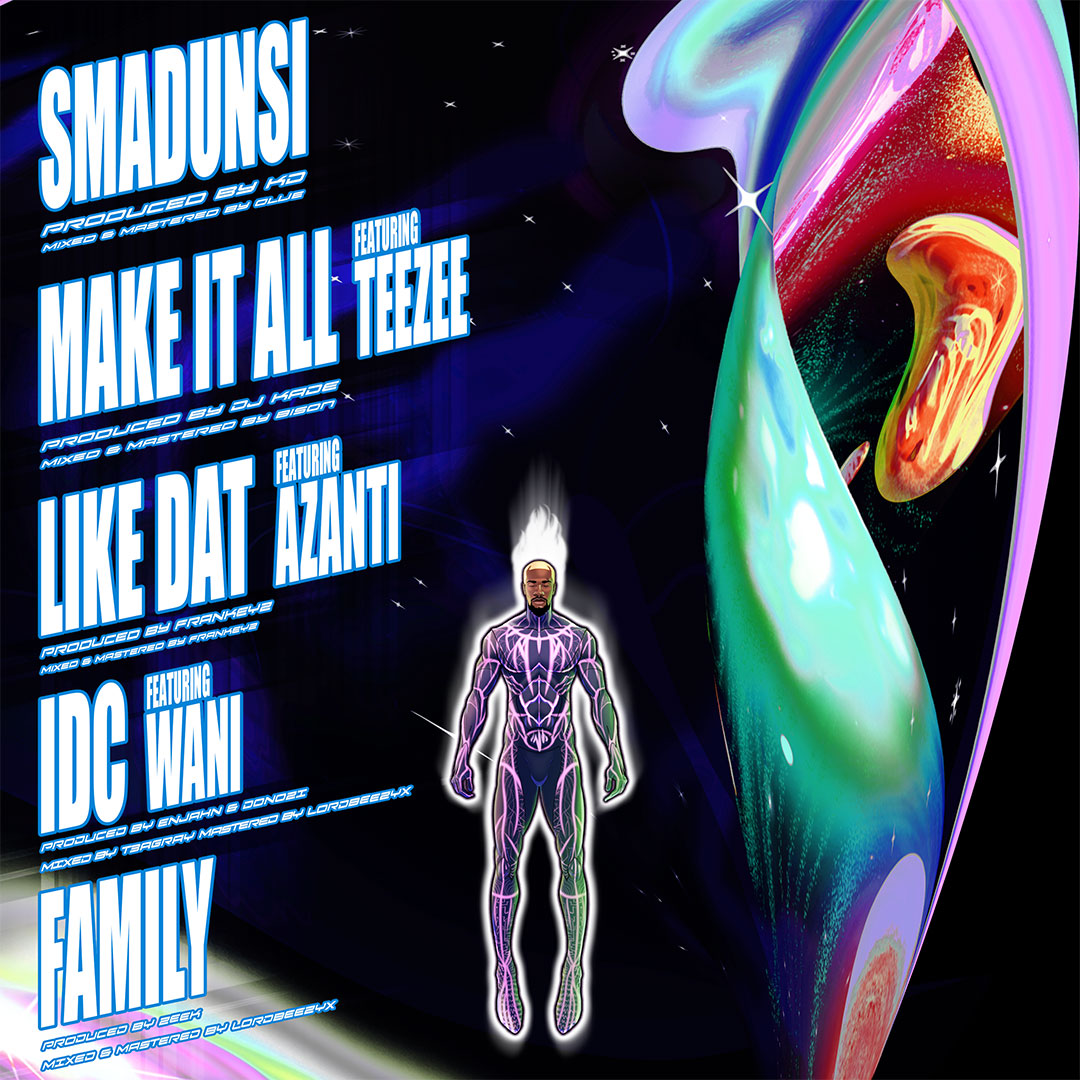 SMADUNSI
PRODUCED BY KD
MIXED & MASTERED BY OLLIE
MAKE IT ALL FEATURING TEEZEE
PRODUCED BY DJ KADE
MIXED & MASTERED BY BISON
LIKE DAT FEATURING AZANTI
PRODUCED BY FRANKEYZ
MIXED & MASTERED BY FRANKEYZ
IDC FEATURING WANI
PRODUCED BY ENJAHN & DONDZI
MIXED BY T3AGRAY MASTERED BY LORDBEEZYX
FAMILY
PRODUCED BY ZEEK
MIXED & MASTERED BY LORDBEEZYX